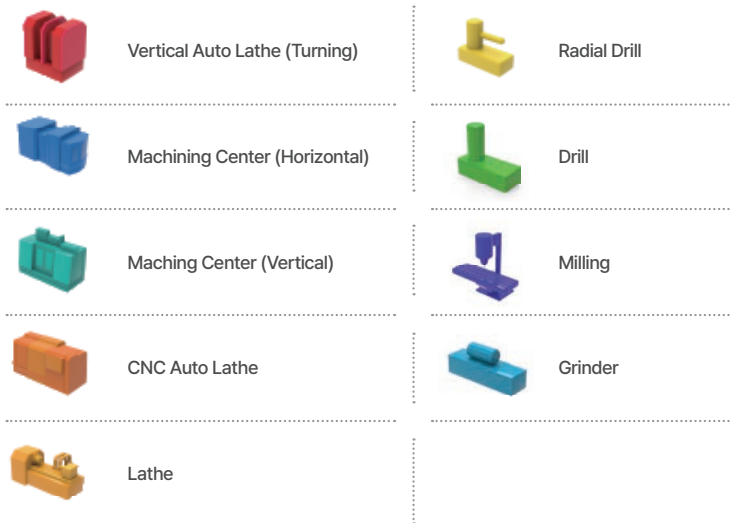 Vertical Auto Lathe (Turning)
Radial Drill
Machining Center (Horizontal)
Drill
Maching Center (Vertical)
Milling
CNC Auto Lathe
Grinder
Lathe